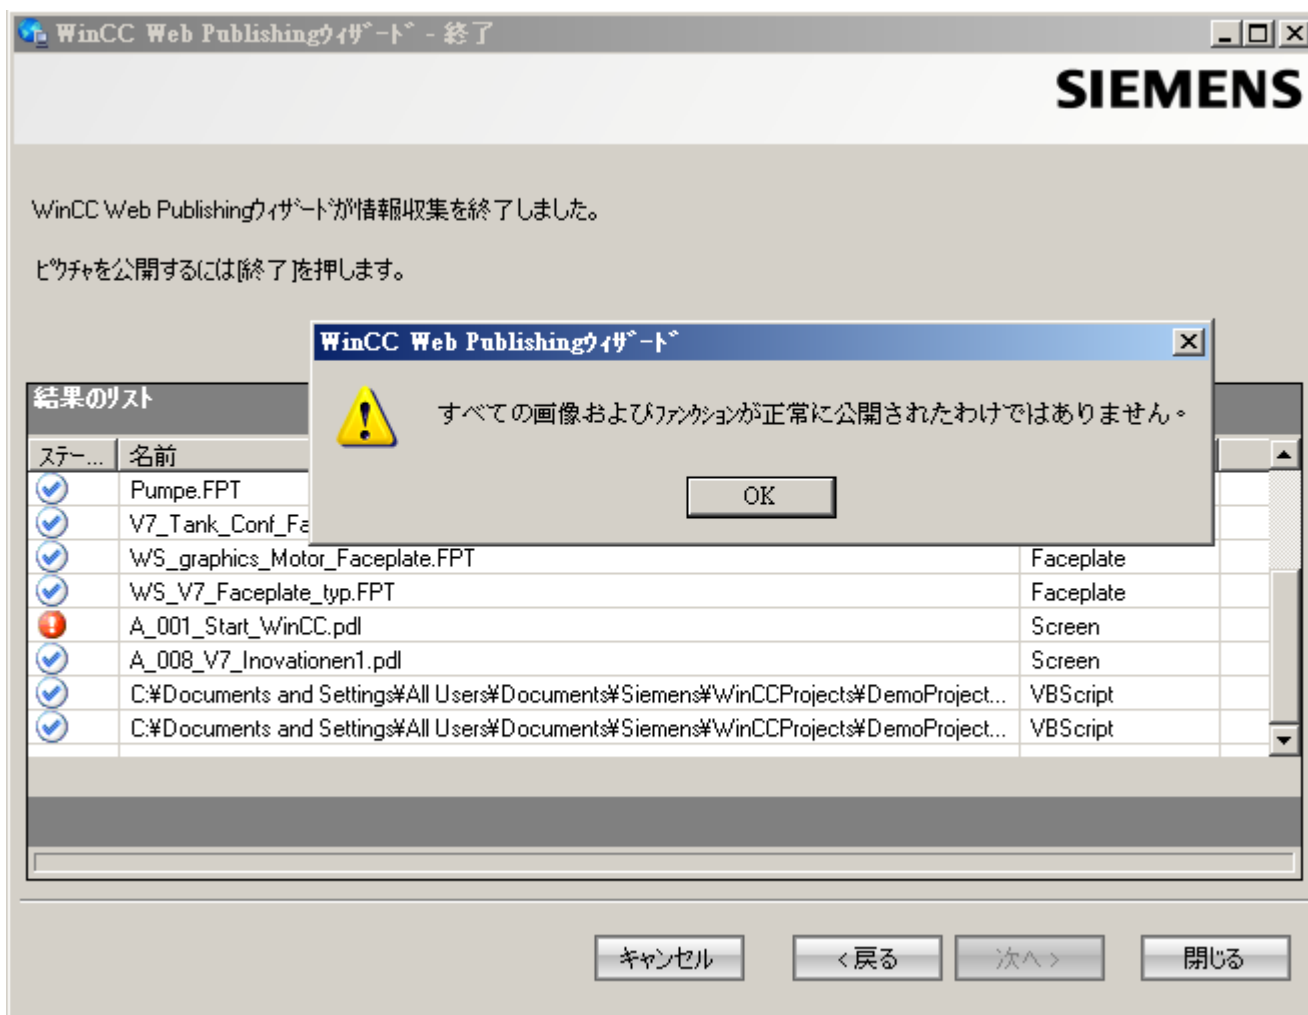 WinCC Web Publishingｳｨｻﾞｰﾄﾞ - 終了
SIEMENS
WinCC Web Publishingｳｨｻﾞｰﾄﾞが情報収集を終了しました。
ﾋﾟｸﾁｬを公開するには[終了]を押します。
WinCC Web Publishingｳｨｻﾞｰﾄﾞ
すべての画像およびﾌｧﾝｸｼｮﾝが正常に公開されたわけではありません。
OK
結果のﾘｽﾄ
ｽﾃｰ... 名前
Pumpe.FPT
V7_Tank_Conf_Fa
WS_graphics_Motor_Faceplate.FPT Faceplate
WS_V7_Faceplate_typ.FPT Faceplate
A_001_Start_WinCC.pdl Screen
A_008_V7_Inovationen1.pdl Screen
C:¥Documents and Settings¥All Users¥Documents¥Siemens¥WinCCProjects¥DemoProject... VBScript
C:¥Documents and Settings¥All Users¥Documents¥Siemens¥WinCCProjects¥DemoProject... VBScript
キャンセル <戻る 次へ> 閉じる